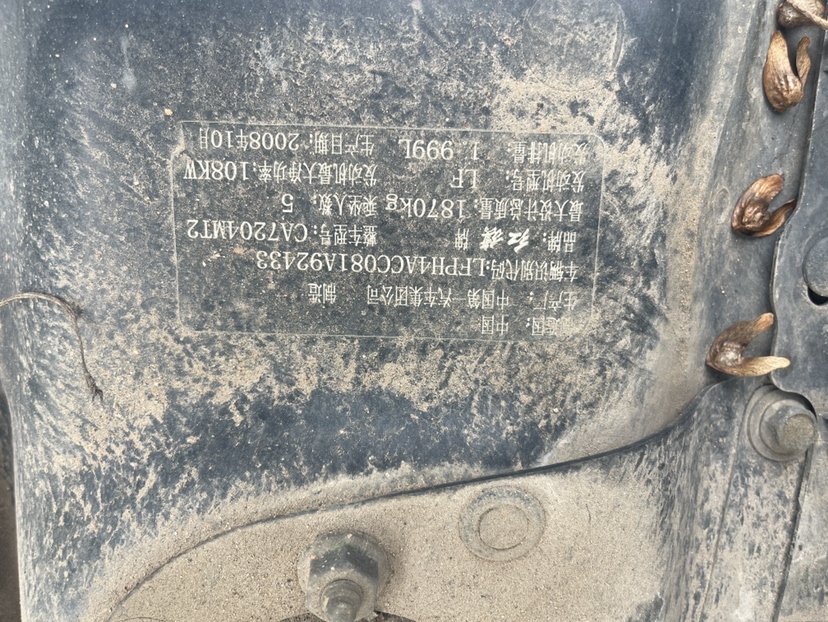 制造国：中国
生产：中国第一汽车集团公司 制造
车辆识别代码:LFPH4ACC081A92433
品牌：红旗 牌 整车型号:CA7204MT2
最大设计总质量:1870kg 乘坐人数：5
发动机型号：LF 发动机最大净功率:108KW
发动机排量：1.999L 生产日期：2008年10月